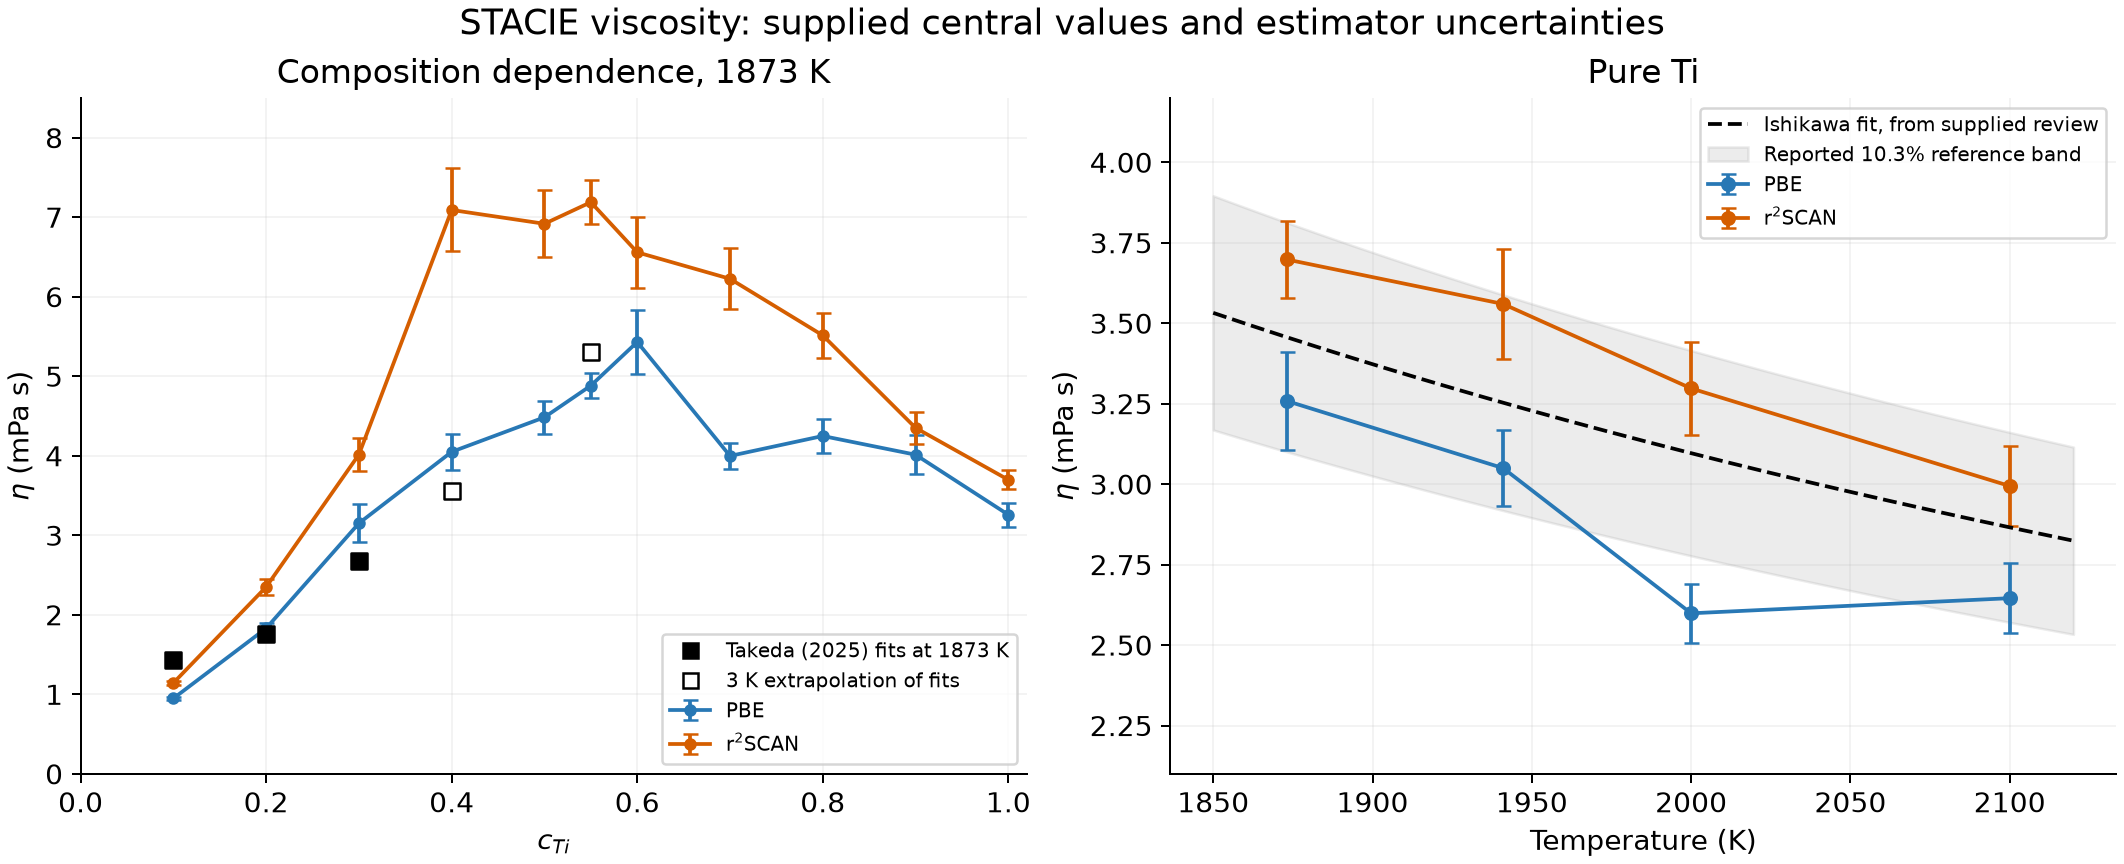 STACIE viscosity: supplied central values and estimator uncertainties
Composition dependence, 1873 K
η (mPa s)
8
7
6
5
4
3
2
1
0
0.0 0.2 0.4 0.6 0.8 1.0
c_Ti
Takeda (2025) fits at 1873 K
3 K extrapolation of fits
PBE
r²SCAN
Pure Ti
η (mPa s)
4.00
3.75
3.50
3.25
3.00
2.75
2.50
2.25
1850 1900 1950 2000 2050 2100
Temperature (K)
Ishikawa fit, from supplied review
Reported 10.3% reference band
PBE
r²SCAN